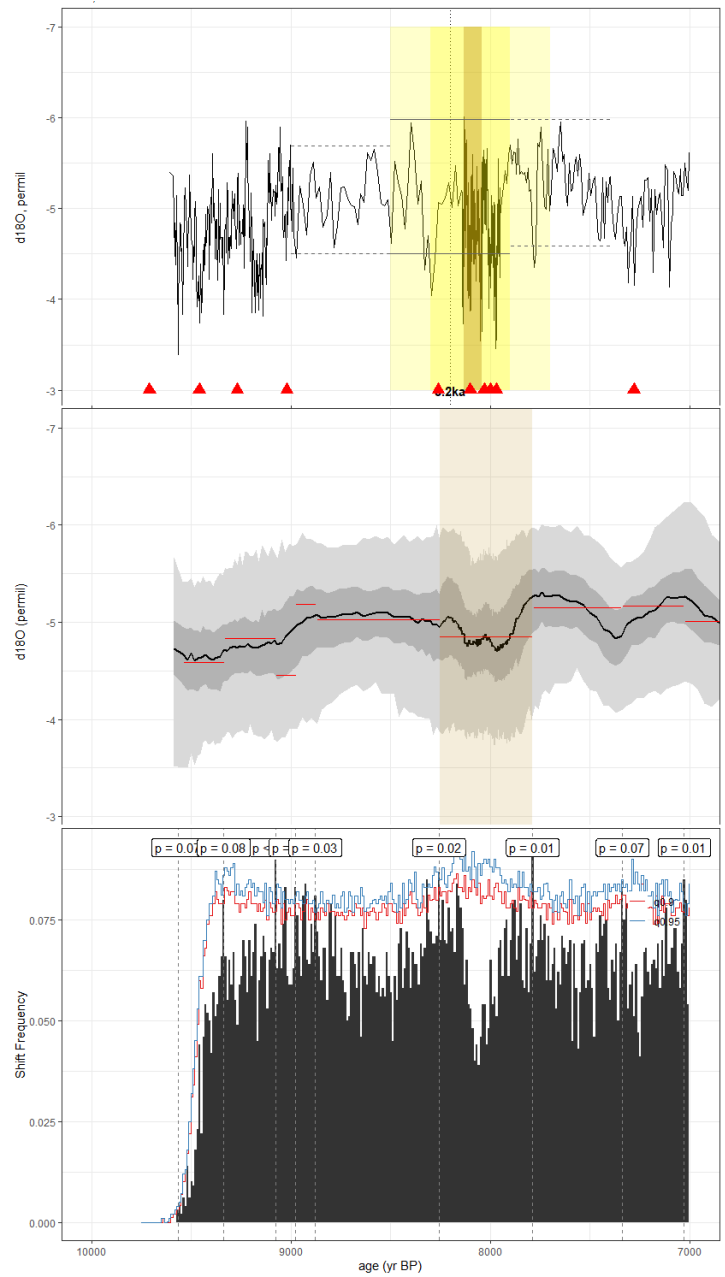 -7
-6
-5
-4
-3
d18O, permil
8.2ka
-7
-6
-5
-4
-3
d18O (permil)
p = 0.07
p = 0.08
p <
p =
p = 0.03
p = 0.02
p = 0.01
p = 0.07
p = 0.01
q0.9
q0.95
0.075
0.050
0.025
0.000
Shift Frequency
10000
9000
8000
7000
age (yr BP)